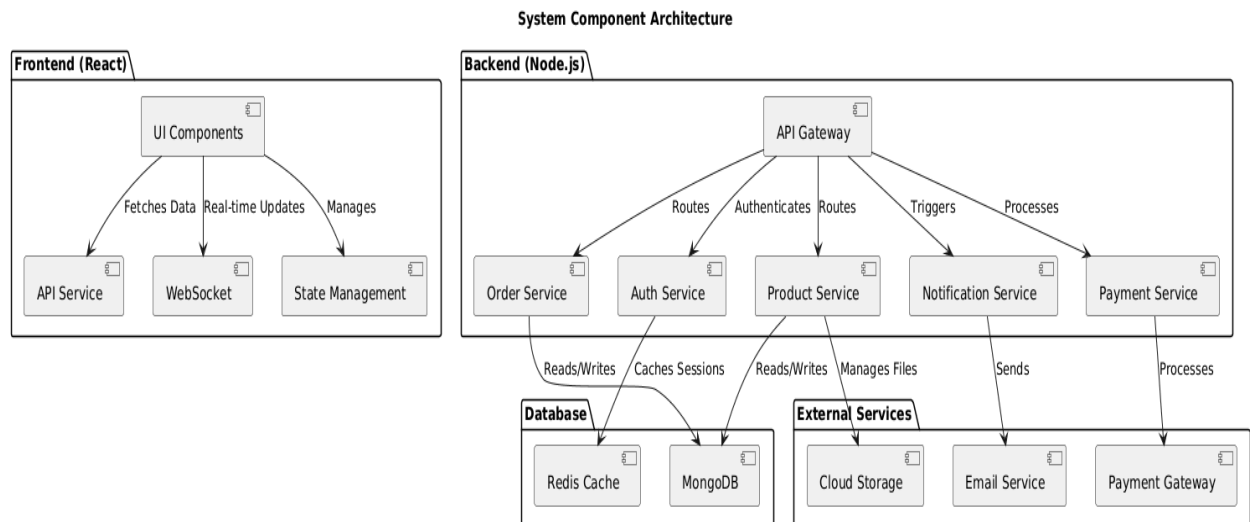 System Component Architecture
Frontend (React)
Backend (Node.js)
UI Components
API Gateway
Fetches Data
Real-time Updates
Manages
Routes
Authenticates
Routes
Triggers
Processes
API Service
WebSocket
State Management
Order Service
Auth Service
Product Service
Notification Service
Payment Service
Reads/Writes
Caches Sessions
Reads/Writes
Manages Files
Sends
Processes
Database
External Services
Redis Cache
MongoDB
Cloud Storage
Email Service
Payment Gateway